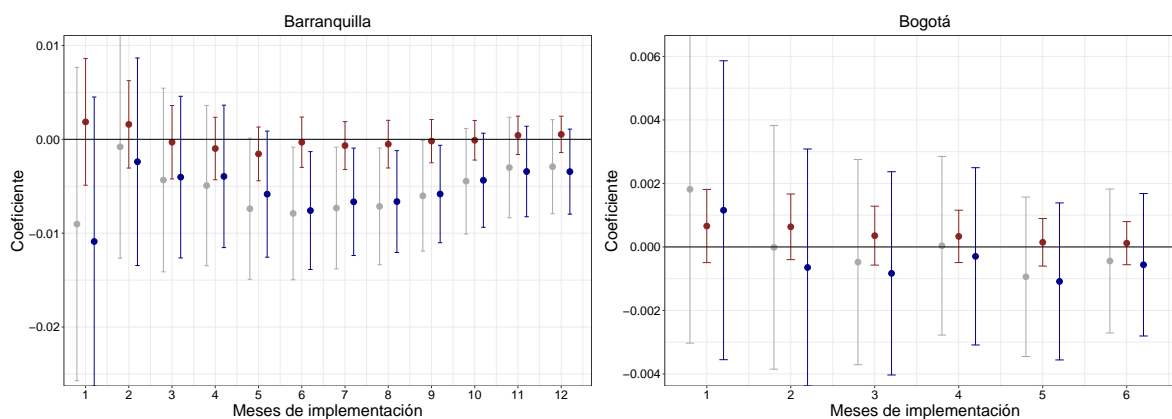 Barranquilla
Coeficiente
0.01
0.00
−0.01
−0.02
1 2 3 4 5 6 7 8 9 10 11 12
Meses de implementación
Bogotá
Coeficiente
0.006
0.004
0.002
0.000
−0.002
−0.004
1 2 3 4 5 6
Meses de implementación